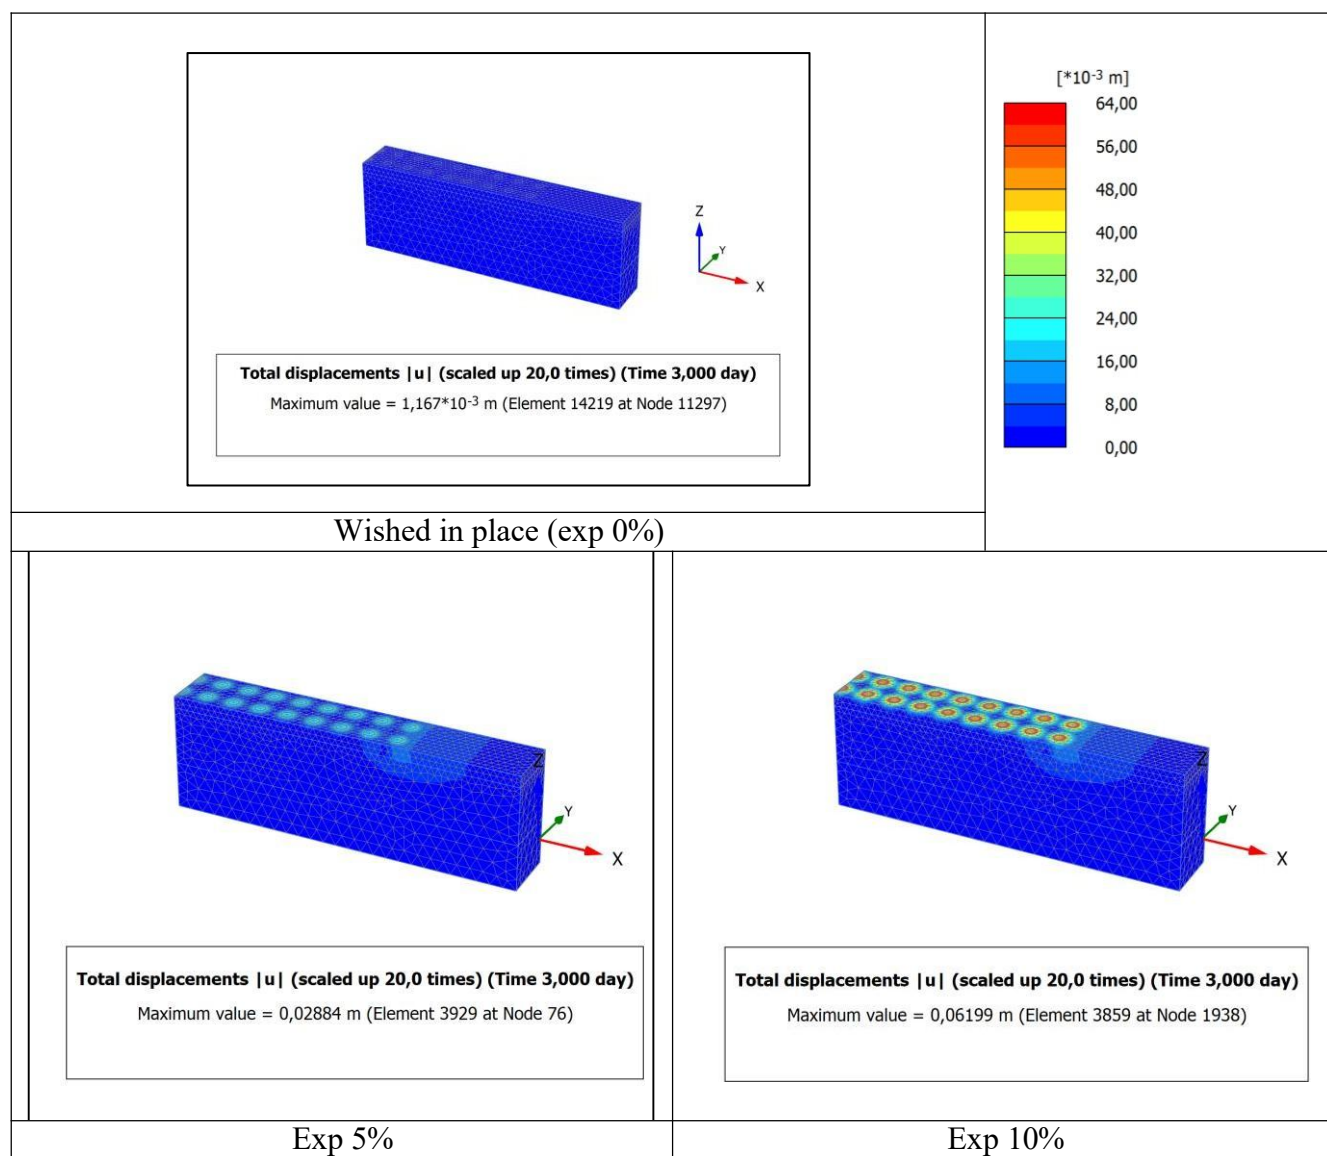 [*10-3 m]
64,00
56,00
48,00
40,00
32,00
24,00
16,00
8,00
0,00
Z
Y
X
Total displacements |u| (scaled up 20,0 times) (Time 3,000 day)
Maximum value = 1,167*10-3 m (Element 14219 at Node 11297)
Wished in place (exp 0%)
Z
Y
X
Total displacements |u| (scaled up 20,0 times) (Time 3,000 day)
Maximum value = 0,02884 m (Element 3929 at Node 76)
Exp 5%
Z
Y
X
Total displacements |u| (scaled up 20,0 times) (Time 3,000 day)
Maximum value = 0,06199 m (Element 3859 at Node 1938)
Exp 10%